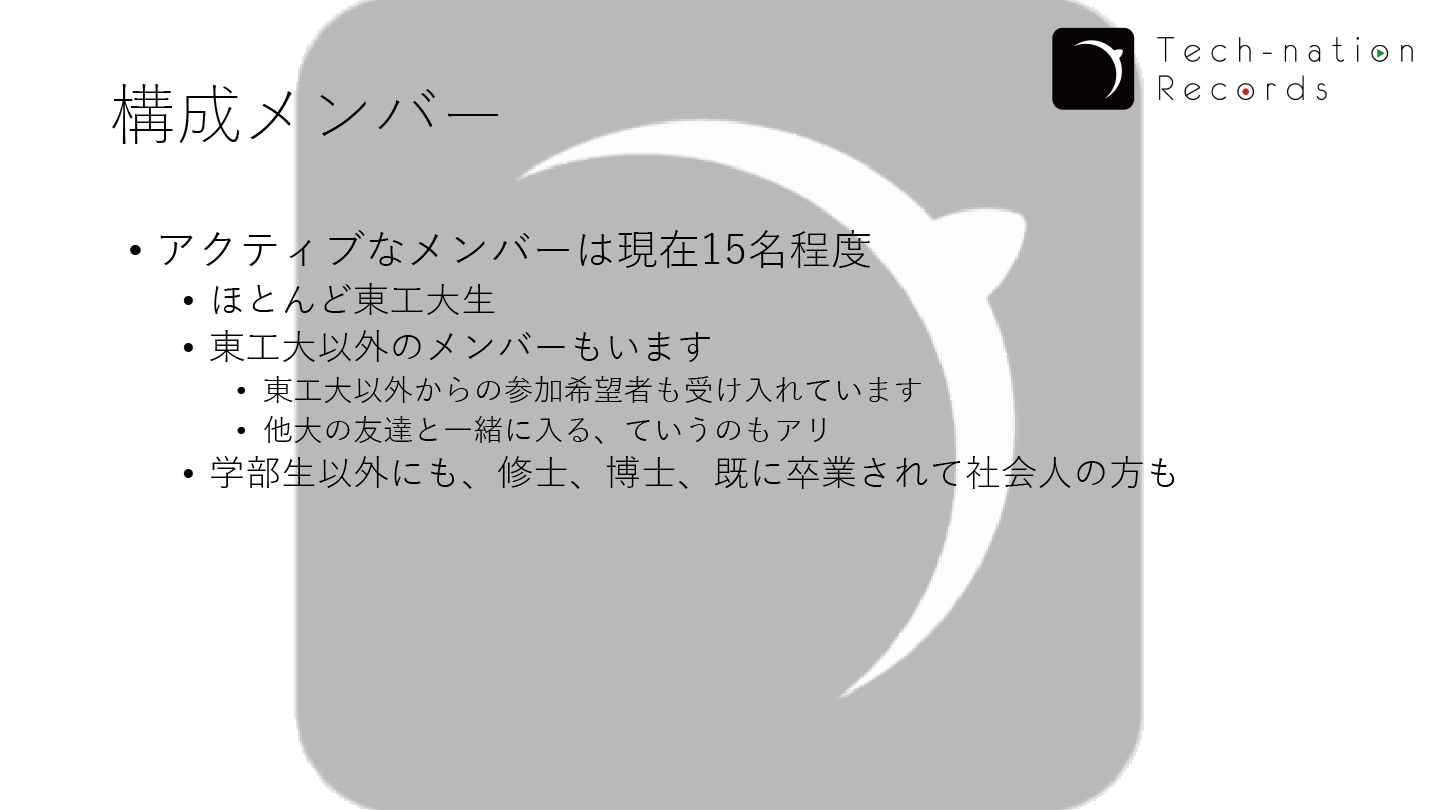 Tech-nation
Records
構成メンバー
• アクティブなメンバーは現在15名程度
• ほとんど東工大生
• 東工大以外のメンバーもいます
• 東工大以外からの参加希望者も受け入れています
• 他大の友達と一緒に入る、ていうのもアリ
• 学部生以外にも、修士、博士、既に卒業されて社会人の方も